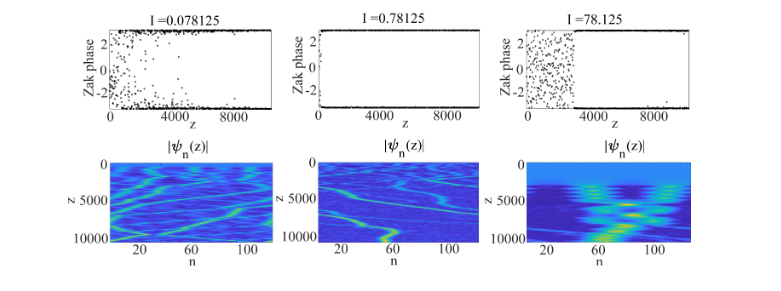 I =0.078125
I =0.78125
I =78.125
Zak phase
2
0
-2
0
4000
8000
z
Zak phase
2
0
-2
0
4000
8000
z
Zak phase
2
0
-2
0
4000
8000
z
|ψn(z)|
|ψn(z)|
|ψn(z)|
z
0
5000
10000
20
60
100
n
z
0
5000
10000
20
60
100
n
z
0
5000
10000
20
60
100
n